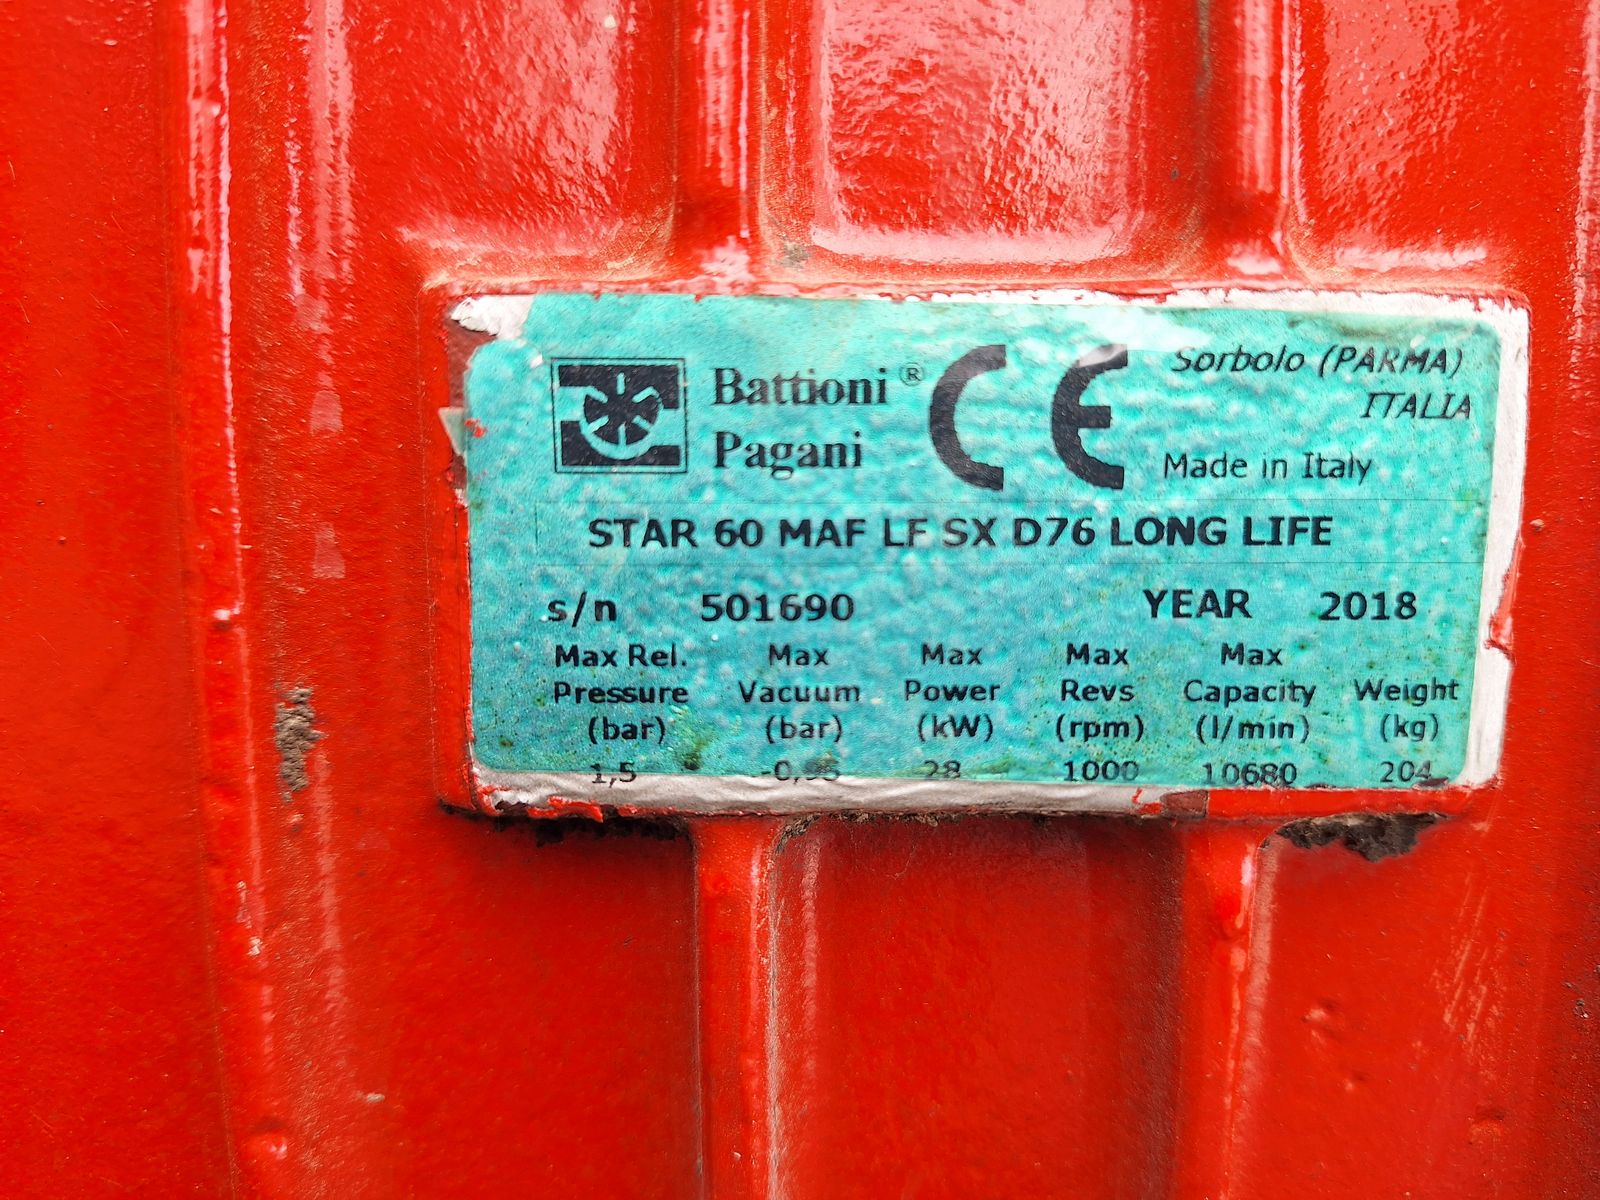 Battioni®
Pagani
CE
Sorbolo (PARMA)
ITALIA
Made in Italy
STAR 60 MAF LF SX D76 LONG LIFE
s/n 501690 YEAR 2018
Max Rel. Max Max Max Max
Pressure Vacuum Power Revs Capacity Weight
(bar) (bar) (kW) (rpm) (l/min) (kg)
1,5 28 1000 10680 204